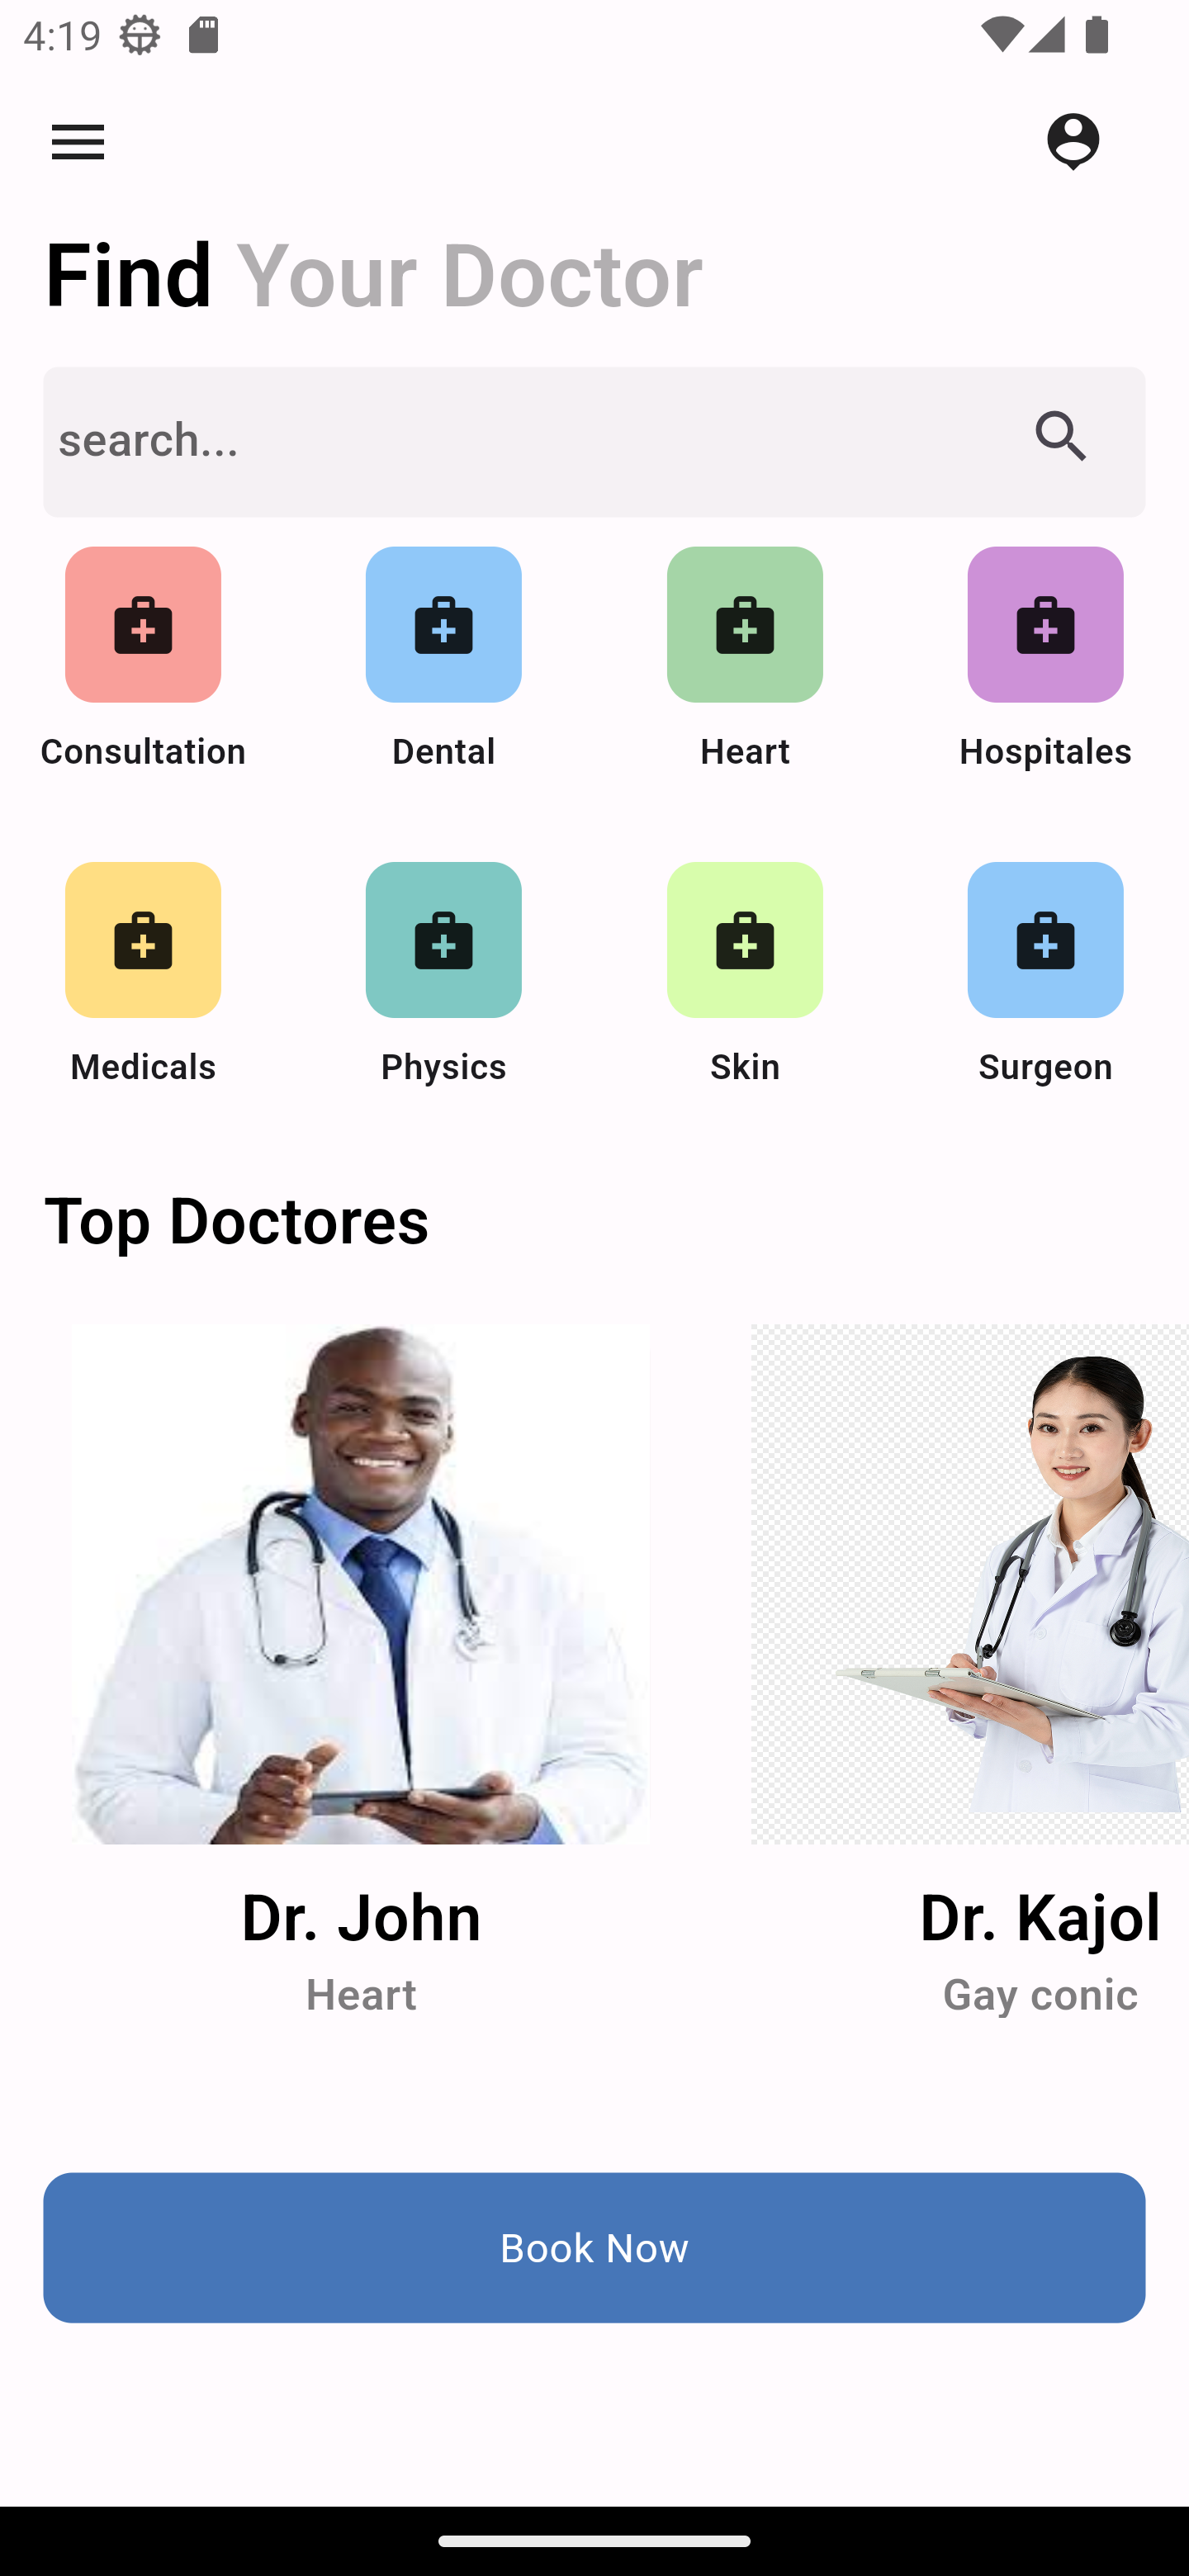 4:19
Find Your Doctor
search...
Consultation Dental Heart Hospitales
Medicals Physics Skin Surgeon
Top Doctores
Dr. John Dr. Kajol
Heart Gay conic
Book Now